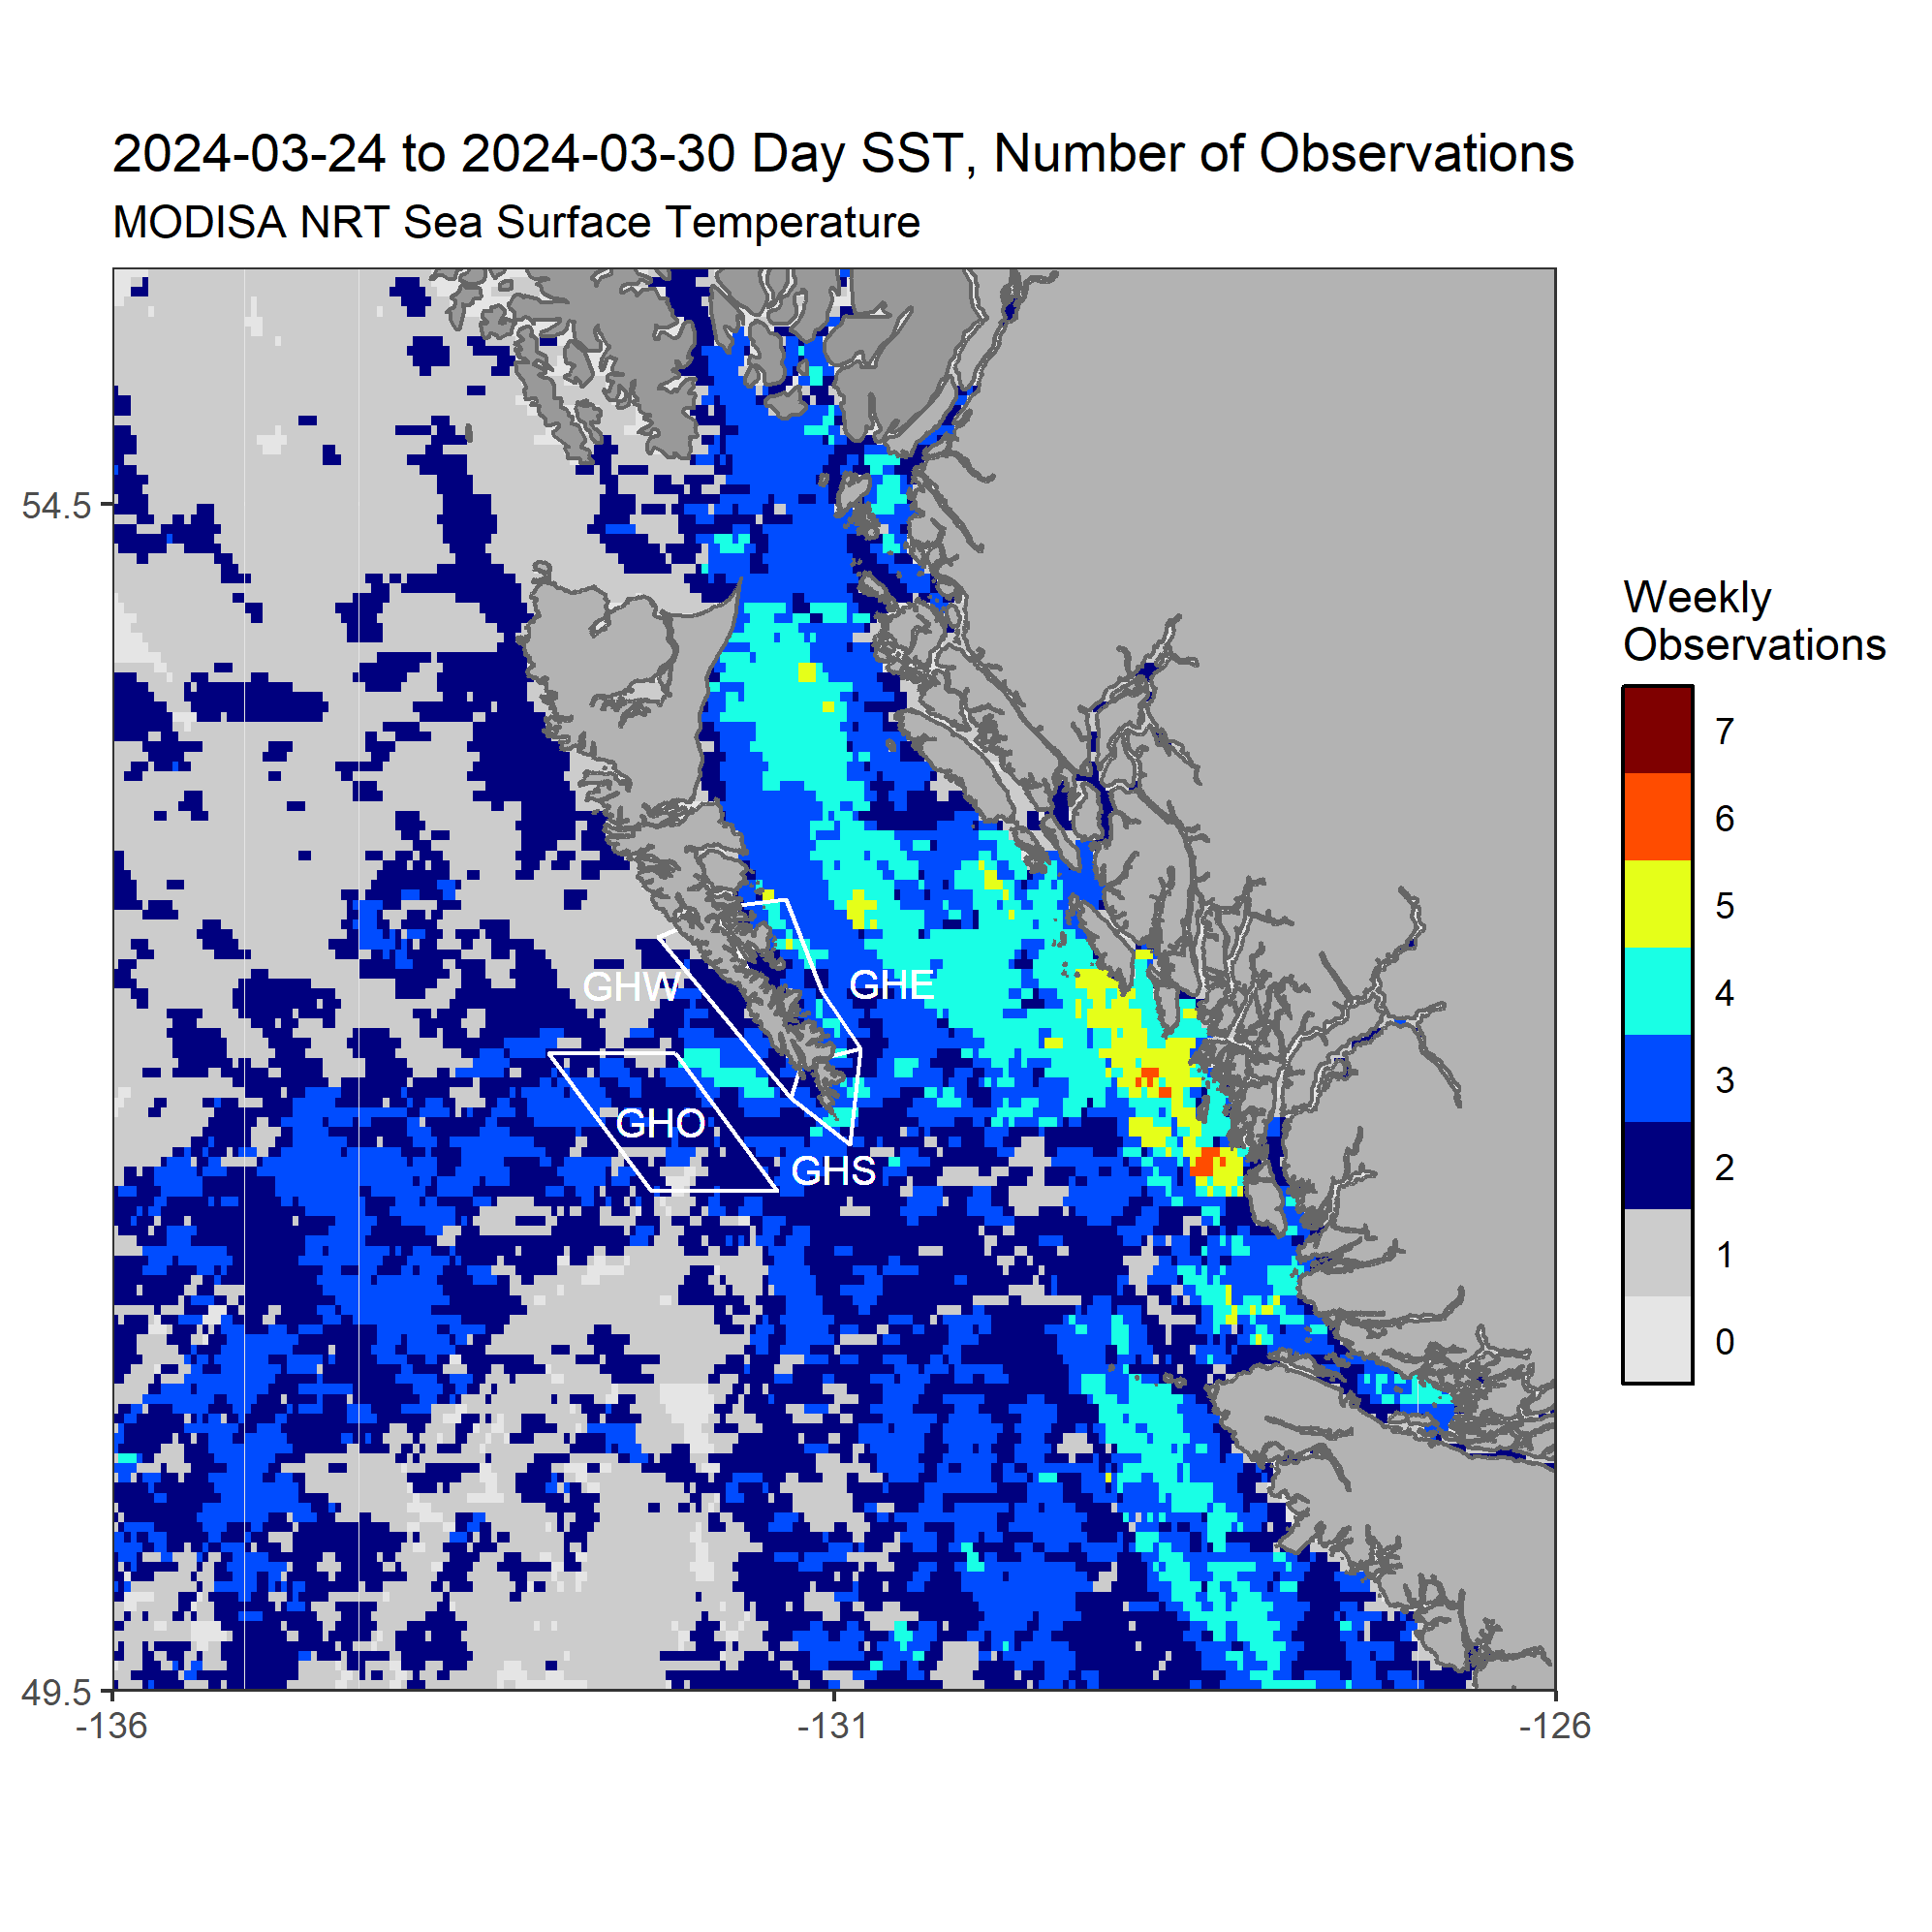 2024-03-24 to 2024-03-30 Day SST, Number of Observations
MODISA NRT Sea Surface Temperature
54.5
49.5
-136
-131
-126
GHW
GHE
GHO
GHS
Weekly
Observations
7
6
5
4
3
2
1
0